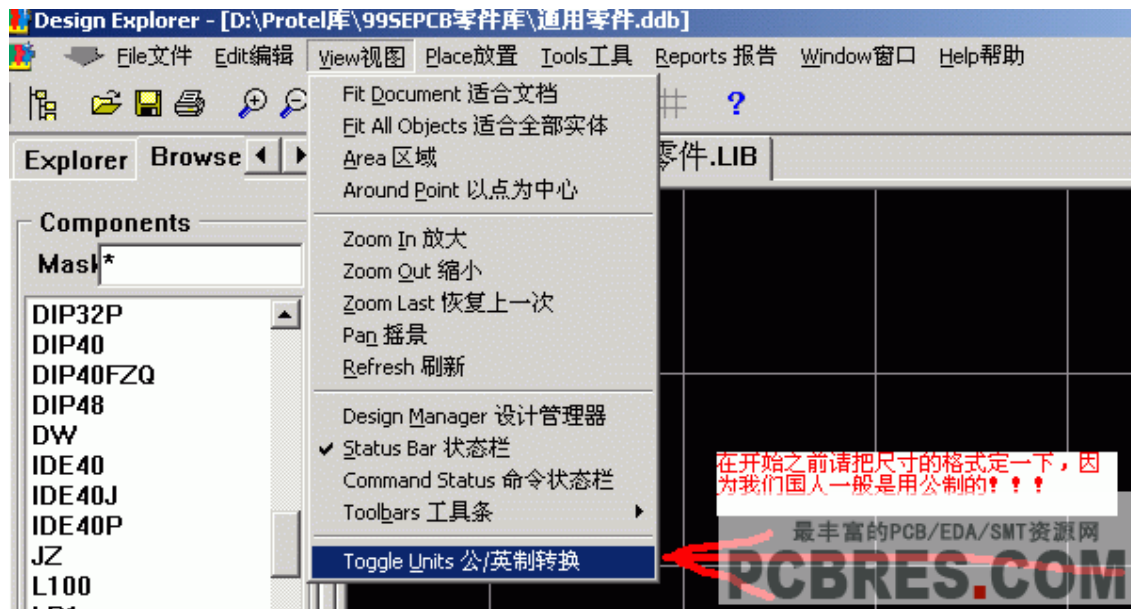 Design Explorer - [D:\Protel库\99SEPCB零件库\通用零件.ddb]
File文件 Edit编辑 View视图 Place放置 Tools工具 Reports 报告 Window窗口 Help帮助
?
Explorer Browse
零件.LIB
Components
Mask
*
DIP32P
DIP40
DIP40FZQ
DIP48
DW
IDE40
IDE40J
IDE40P
JZ
L100
Fit Document 适合文档
Fit All Objects 适合全部实体
Area 区域
Around Point 以点为中心
Zoom In 放大
Zoom Out 缩小
Zoom Last 恢复上一次
Pan 摇景
Refresh 刷新
Design Manager 设计管理器
Status Bar 状态栏
Command Status 命令状态栏
Toolbars 工具条
Toggle Units 公/英制转换
在开始之前请把尺寸的格式定一下，因
为我们国人一般是用公制的！！！
最丰富的PCB/EDA/SMT资源网
PCBRES.COM